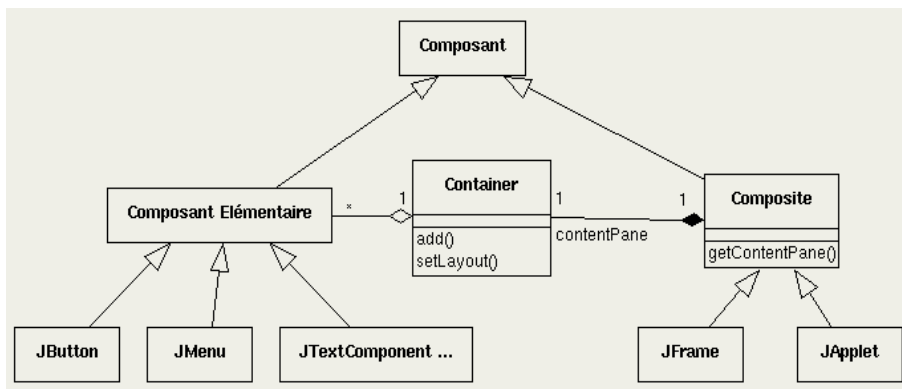 Composant
Composant Elémentaire
*
1
Container
add()
setLayout()
1
contentPane
1
Composite
getContentPane()
JButton
JMenu
JTextComponent ...
JFrame
JApplet